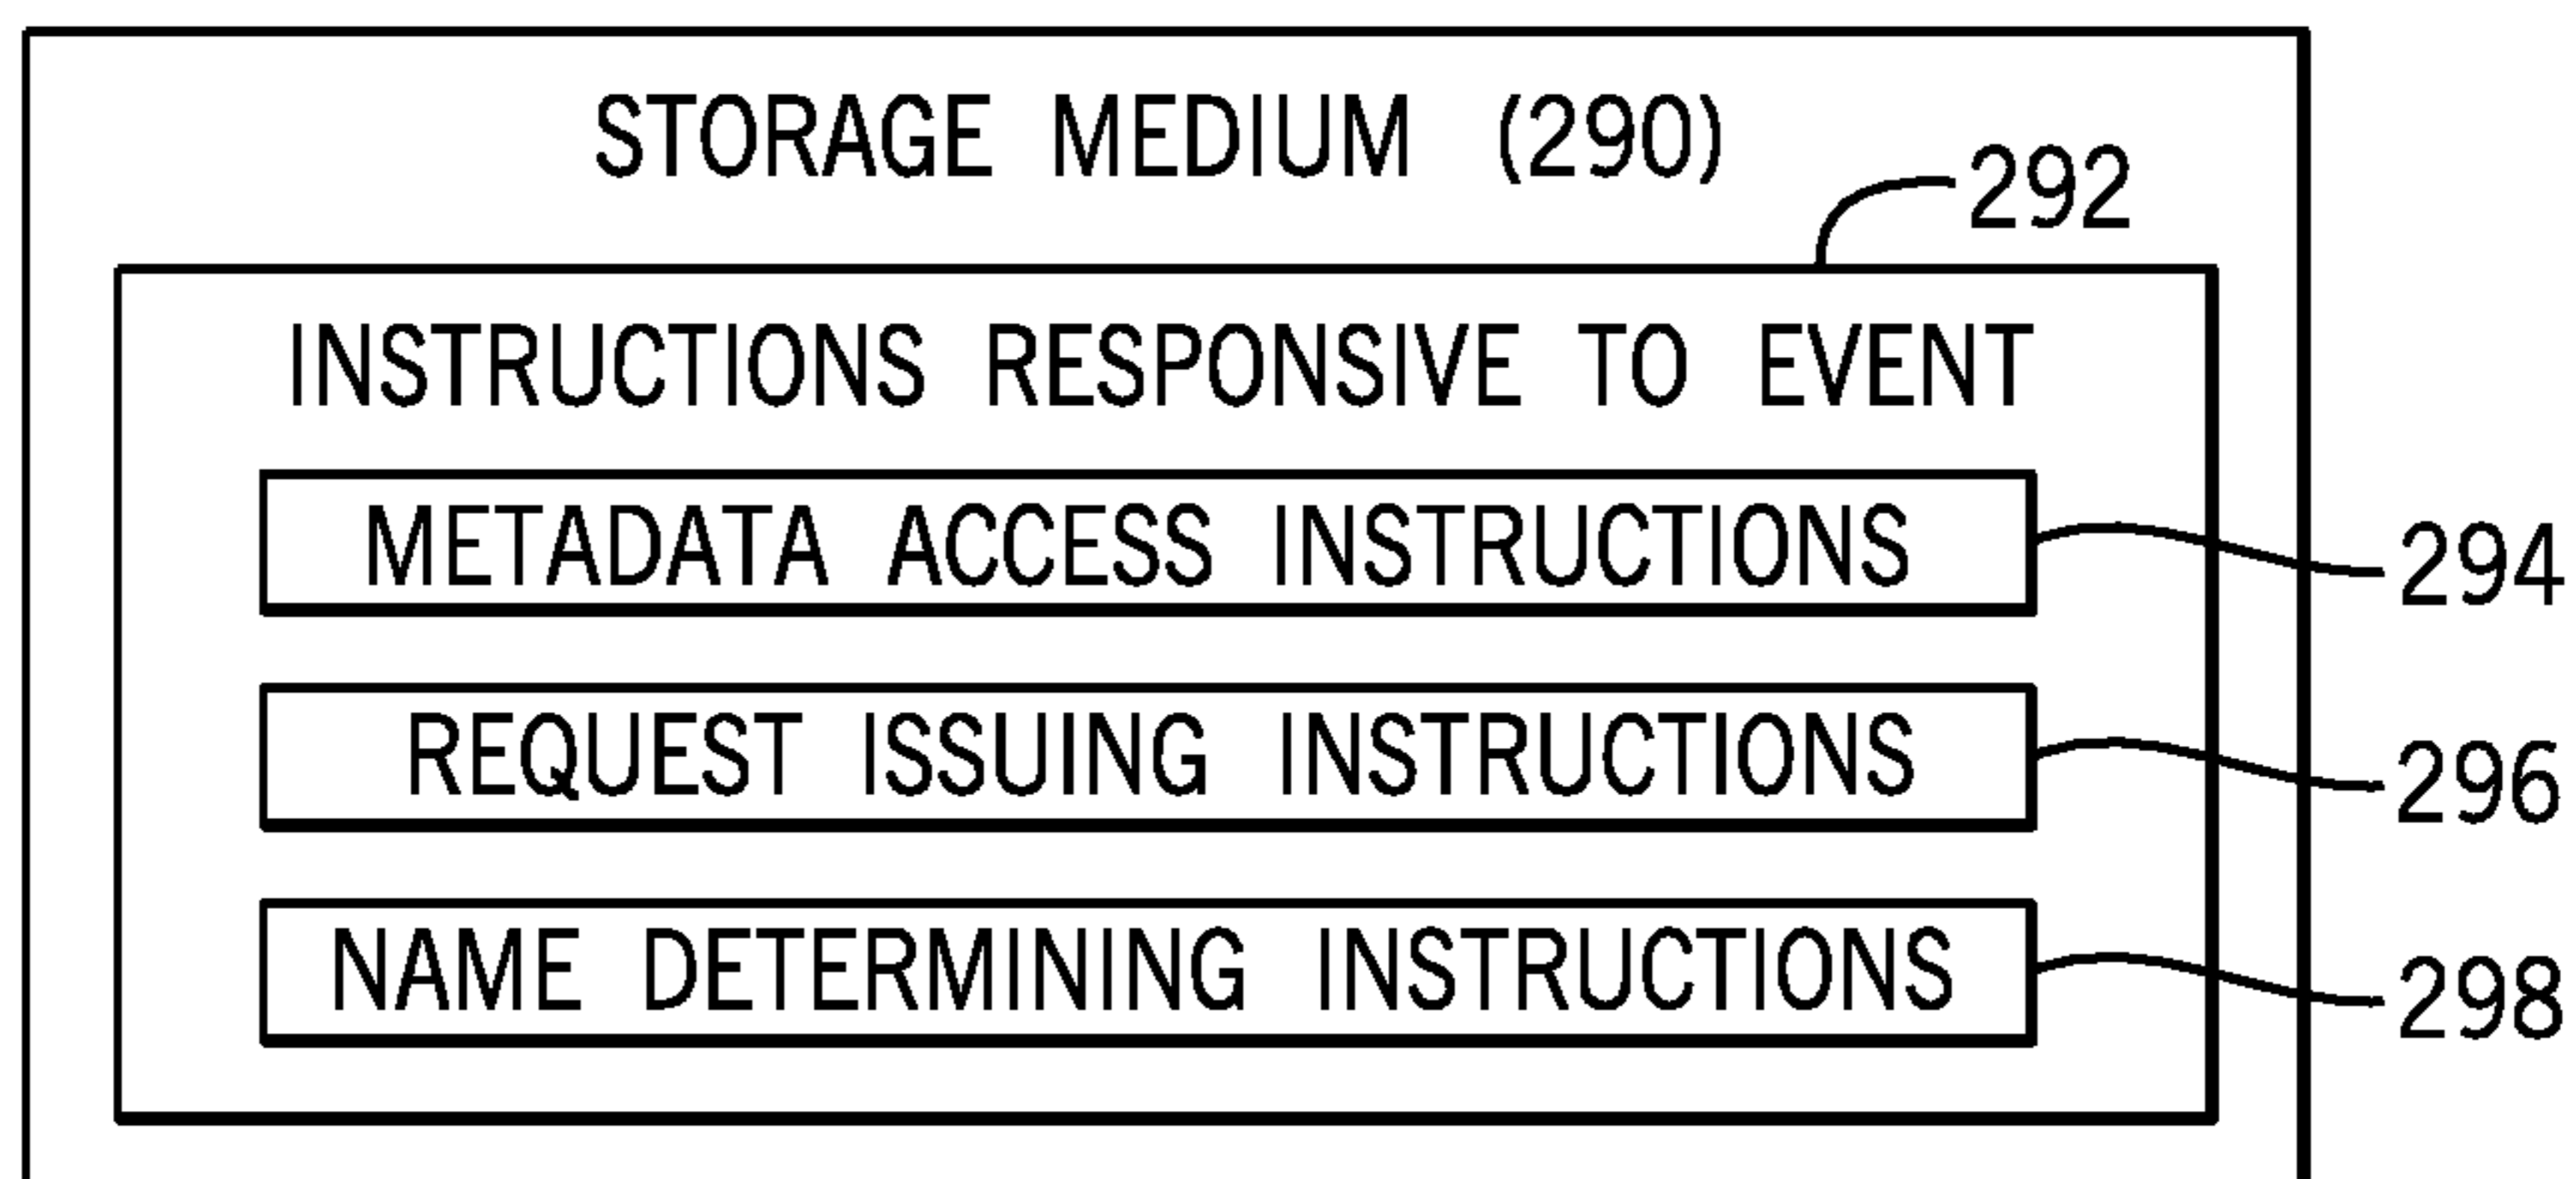 STORAGE MEDIUM (290)
292
INSTRUCTIONS RESPONSIVE TO EVENT
METADATA ACCESS INSTRUCTIONS
294
REQUEST ISSUING INSTRUCTIONS
296
NAME DETERMINING INSTRUCTIONS
298